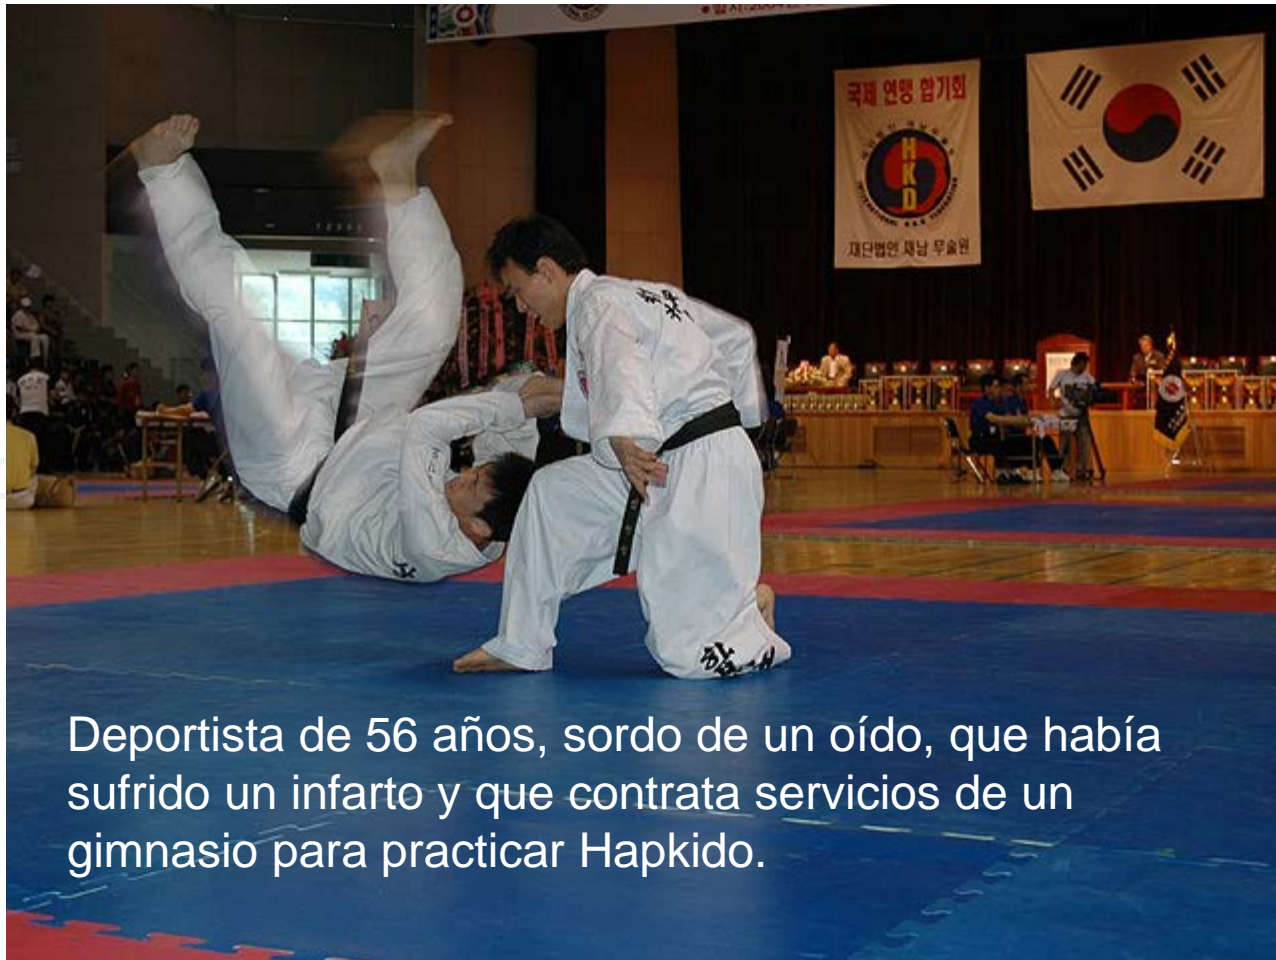 국제 연맹 합기회
HKD
INTERNATIONAL H.K.D FEDERATION
재단법인 재남 무술원
Deportista de 56 años, sordo de un oído, que había
sufrido un infarto y que contrata servicios de un
gimnasio para practicar Hapkido.